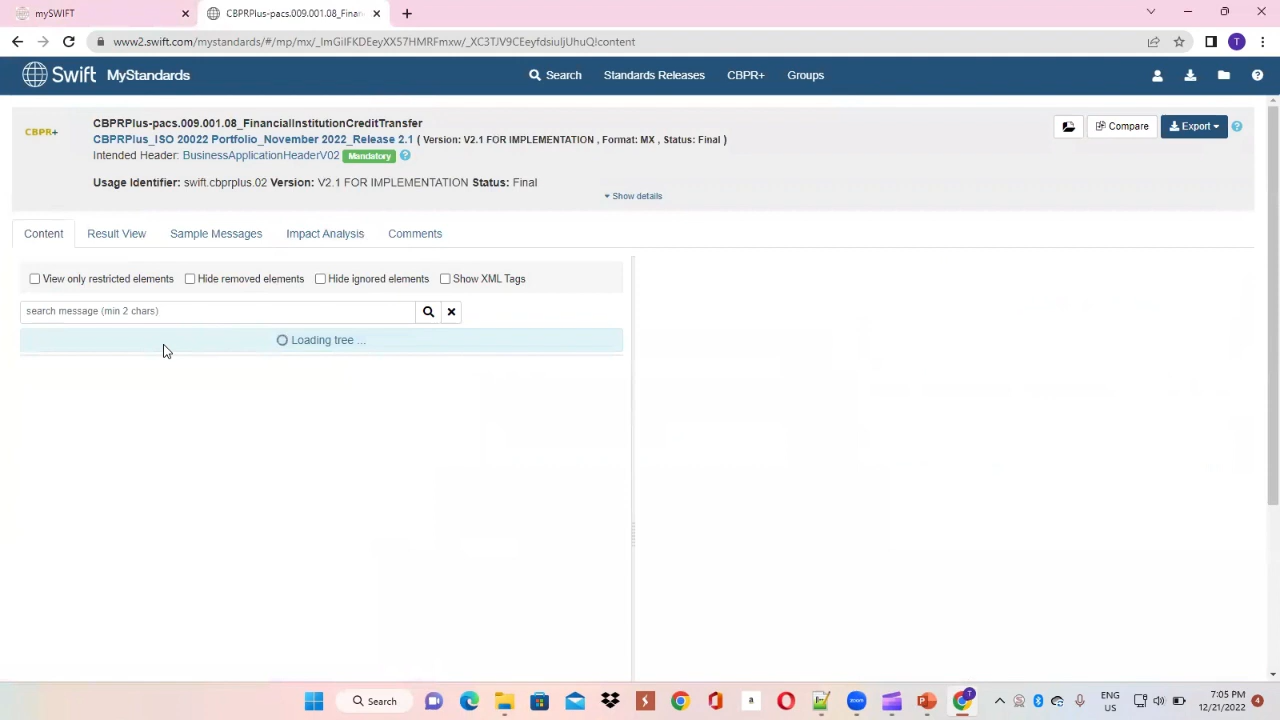 mySWIFT
CBPRPlus-pacs.009.001.08_Finan
www2.swift.com/mystandards/#/mp/mx/_ImGiIFKDEeyXX57HMRFmxw/_XC3TJV9CEeyfdsiuIjUhuQ!content
T
Swift MyStandards
Search Standards Releases CBPR+ Groups
CBPR+
CBPRPlus-pacs.009.001.08_FinancialInstitutionCreditTransfer
CBPRPlus_ISO 20022 Portfolio_November 2022_Release 2.1 ( Version: V2.1 FOR IMPLEMENTATION , Format: MX , Status: Final )
Intended Header: BusinessApplicationHeaderV02 Mandatory
Compare Export
Usage Identifier: swift.cbprplus.02 Version: V2.1 FOR IMPLEMENTATION Status: Final
Show details
Content Result View Sample Messages Impact Analysis Comments
View only restricted elements Hide removed elements Hide ignored elements Show XML Tags
search message (min 2 chars)
Loading tree ...
Search
zoom
ENG
US
7:05 PM
12/21/2022
4